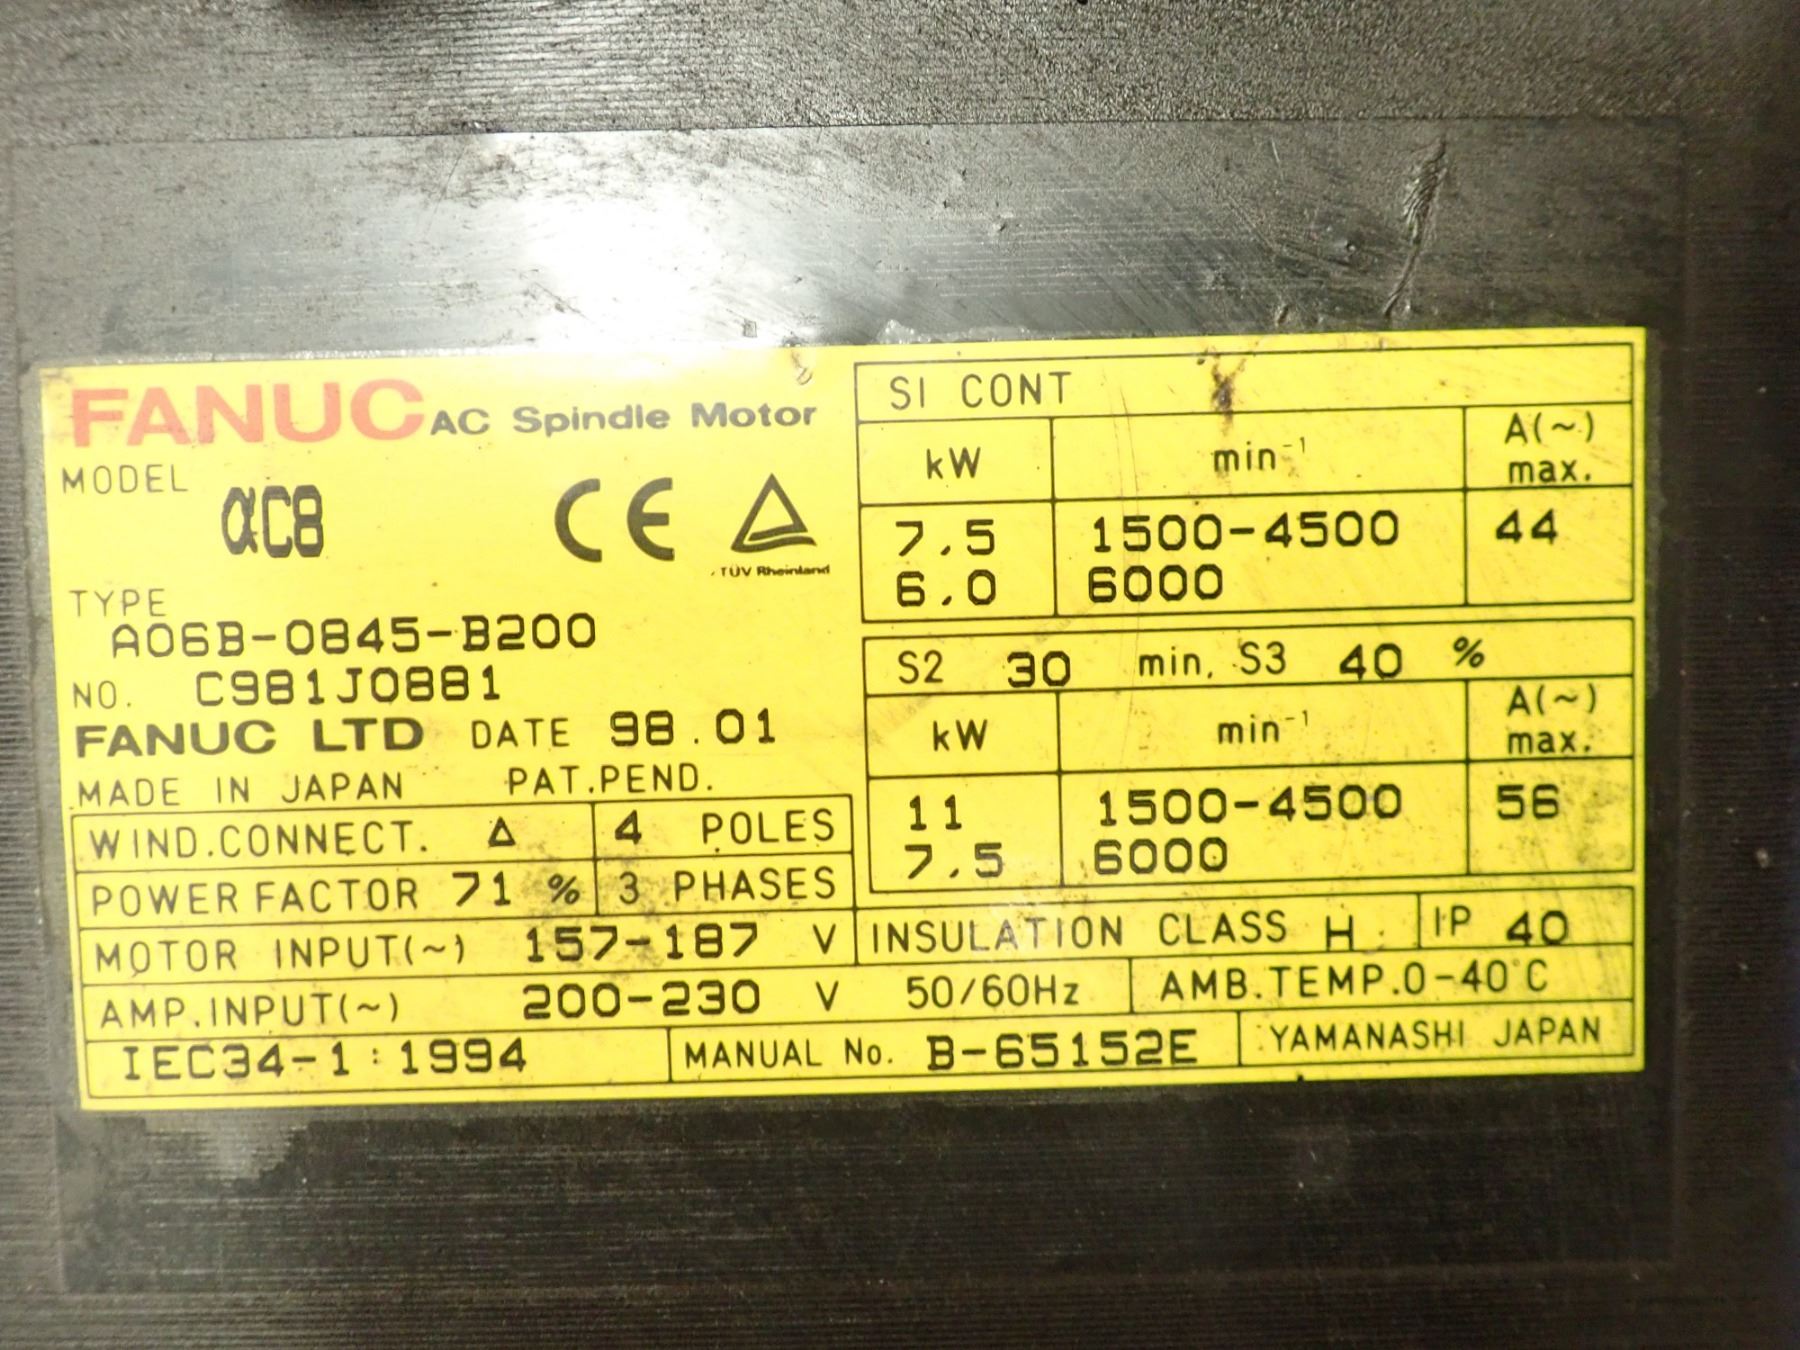 FANUC AC Spindle Motor
MODEL αC8
CE
TÜV Rheinland
TYPE
A06B-0845-B200
NO. C981J0881
FANUC LTD DATE 98.01
MADE IN JAPAN PAT.PEND.
WIND.CONNECT. Δ 4 POLES
POWER FACTOR 71 % 3 PHASES
SI CONT
kW min⁻¹ A(~) max.
7.5 1500-4500 44
6.0 6000
S2 30 min. S3 40 %
kW min⁻¹ A(~) max.
11 1500-4500 56
7.5 6000
MOTOR INPUT(~) 157-187 V INSULATION CLASS H IP 40
AMP.INPUT(~) 200-230 V 50/60Hz AMB.TEMP.0-40°C
IEC34-1:1994 MANUAL No. B-65152E YAMANASHI JAPAN